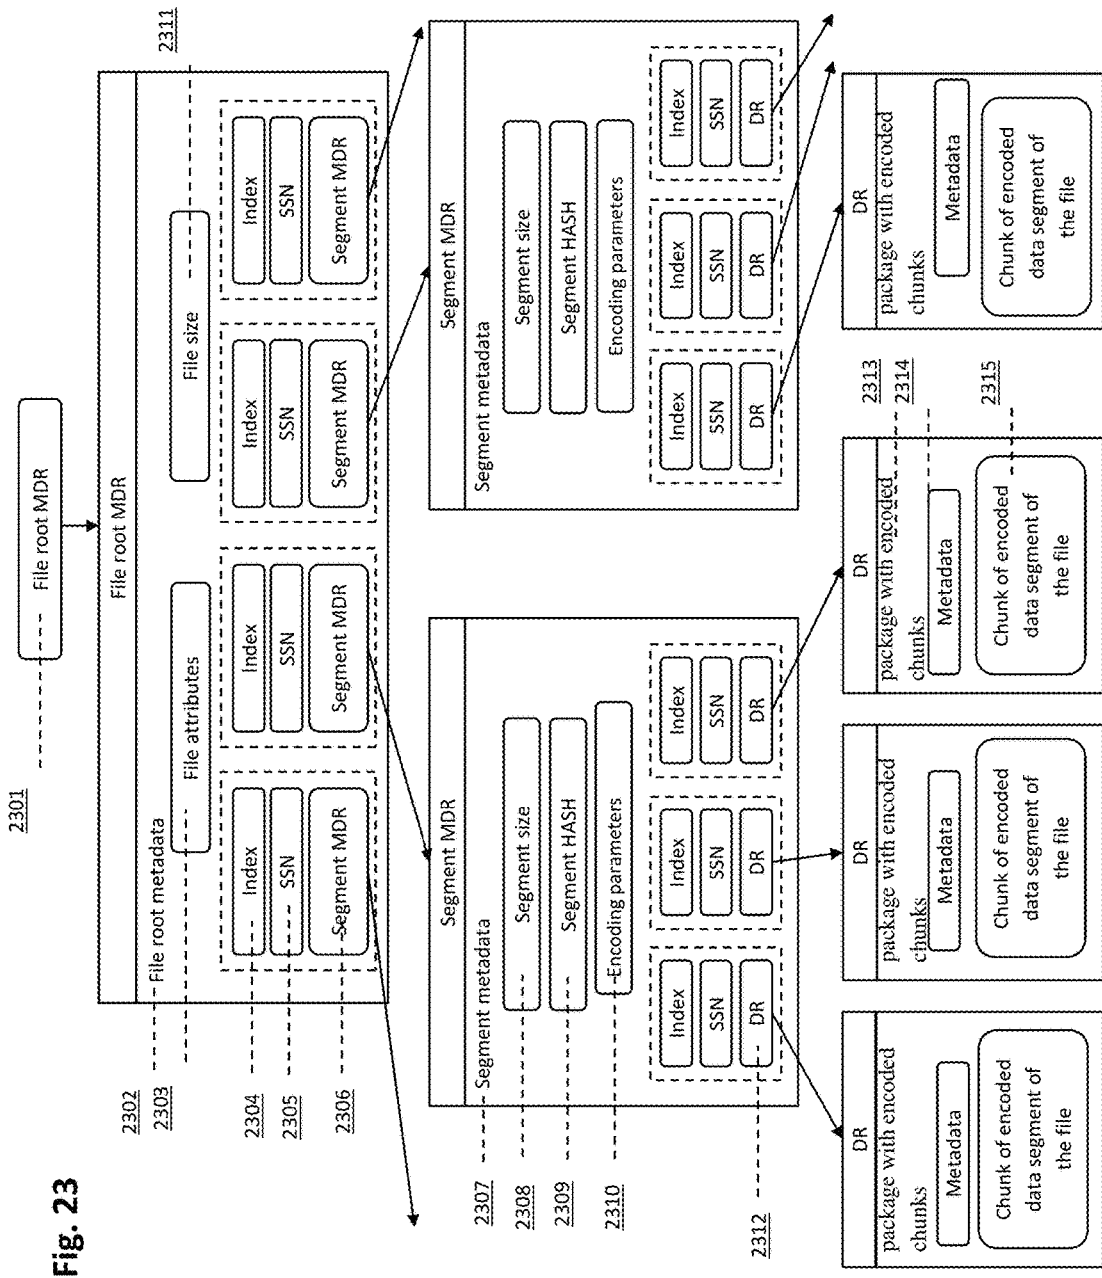 Fig. 23
2301
File root MDR
File root MDR
2302
File root metadata
2303
File attributes
File size
2311
2304
Index
Index
Index
Index
2305
SSN
SSN
SSN
SSN
2306
Segment MDR
Segment MDR
Segment MDR
Segment MDR
Segment MDR
Segment MDR
2307
Segment metadata
Segment metadata
2308
Segment size
Segment size
2309
Segment HASH
Segment HASH
2310
Encoding parameters
Encoding parameters
Index
Index
Index
Index
Index
Index
SSN
SSN
SSN
SSN
SSN
SSN
2312
DR
DR
DR
DR
DR
DR
DR
package with encoded
chunks
Metadata
Chunk of encoded
data segment of
the file
DR
package with encoded
chunks
Metadata
Chunk of encoded
data segment of
the file
DR
package with encoded
chunks
Metadata
Chunk of encoded
data segment of
the file
2313
2314
2315
DR
package with encoded
chunks
Metadata
Chunk of encoded
data segment of
the file